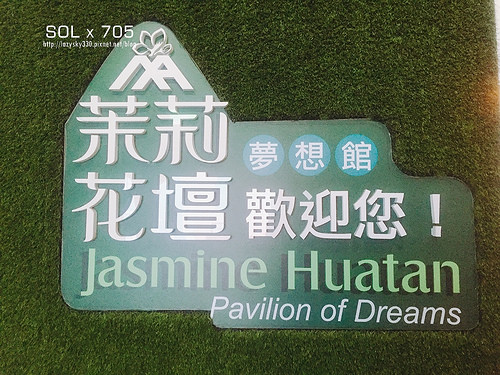 SOL x 705
http://lazysky330.pixnet.net/blog
茉莉
花壇
夢想館
歡迎您！
Jasmine Huatan
Pavilion of Dreams